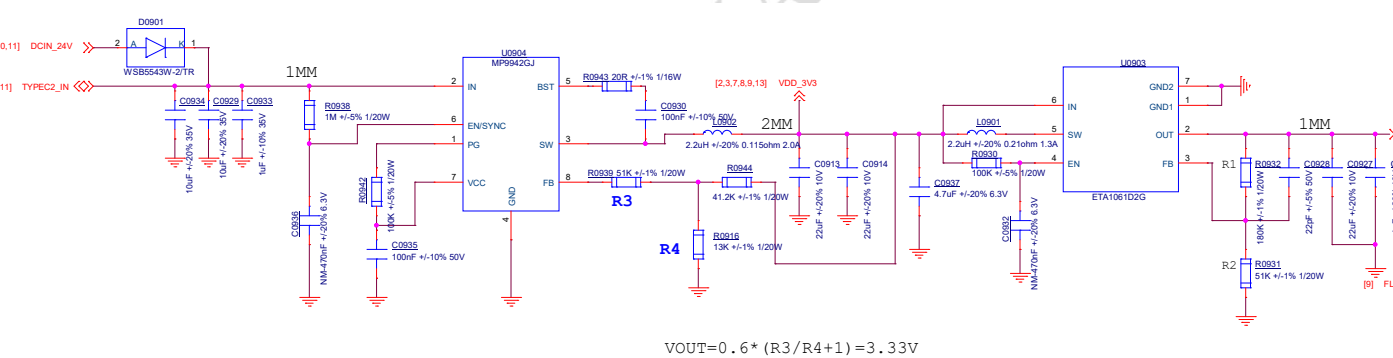 D0901
0,11] DCIN_24V
2 A K 1
WSB5543W-2/TR
11] TYPEC2_IN
1MM
C0934
10uF +/-20% 35V
C0929
10uF +/-20% 35V
C0933
1uF +/-10% 35V
R0938
1M +/-5% 1/20W
C0936
NM-470nF +/-20% 6.3V
R0942
100K +/-5% 1/20W
C0935
100nF +/-10% 50V
U0904
MP9942GJ
2 IN
6 EN/SYNC
1 PG
7 VCC
GND 4
BST 5
SW 3
FB 8
R0943 20R +/-1% 1/16W
C0930
100nF +/-10% 50V
L0902
2.2uH +/-20% 0.115ohm 2.0A
[2,3,7,8,9,13] VDD_3V3
2MM
R0939 51K +/-1% 1/20W
R3
R0944
41.2K +/-1% 1/20W
R4
R0916
13K +/-1% 1/20W
C0913
22uF +/-20% 10V
C0914
22uF +/-20% 10V
C0937
4.7uF +/-20% 6.3V
L0901
2.2uH +/-20% 0.21ohm 1.3A
R0930
100K +/-5% 1/20W
C0932
NM-470nF +/-20% 6.3V
U0903
6 IN
5 SW
4 EN
GND2 7
GND1 1
OUT 2
FB 3
ETA1061D2G
1MM
R1
R0932
180K +/-1% 1/20W
C0928
22pF +/-5% 50V
C0927
22uF +/-20% 10V
R2
R0931
51K +/-1% 1/20W
[9] FL
VOUT=0.6*(R3/R4+1)=3.33V